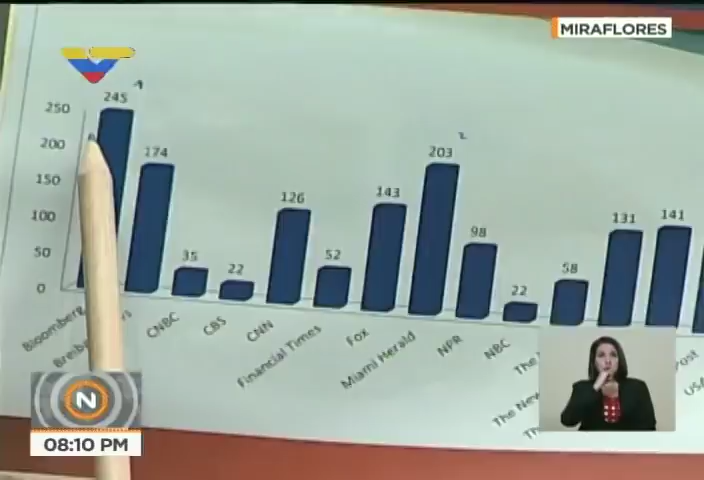 MIRAFLORES
245
250
200
174
203
150
126
143
100
98
131
141
50
35
22
52
22
58
0
Bloomberg
CNBC
CBS
CNN
Financial Times
Fox
Miami Herald
NPR
NBC
The
The New
Post
N
08:10 PM